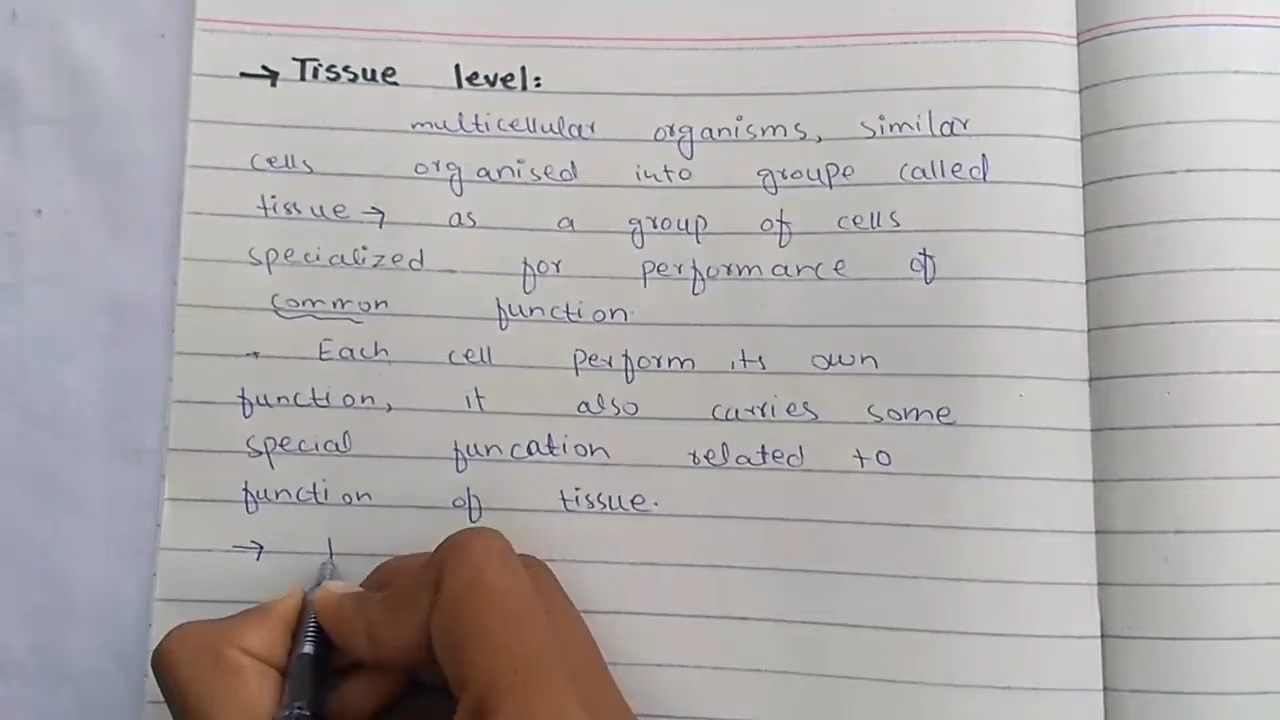 → Tissue level:
multicellular organisms, similar
cells organised into groupe called
tissue → as a group of cells
specialized for performance of
common function.
Each cell perform its own
function, it also carries some
special funcation related to
function of tissue.
→